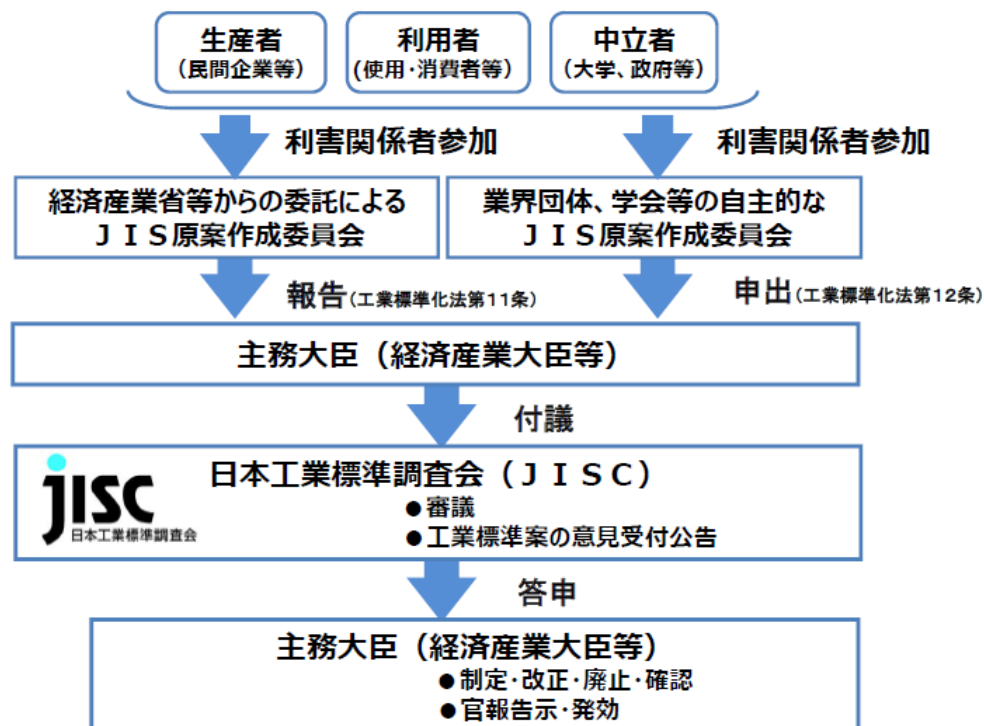 生産者
(民間企業等)
利用者
(使用・消費者等)
中立者
(大学、政府等)
利害関係者参加
利害関係者参加
経済産業省等からの委託による
ＪＩＳ原案作成委員会
業界団体、学会等の自主的な
ＪＩＳ原案作成委員会
報告(工業標準化法第11条)
申出(工業標準化法第12条)
主務大臣（経済産業大臣等）
付議
日本工業標準調査会（ＪＩＳＣ）
●審議
●工業標準案の意見受付公告
jISC
日本工業標準調査会
答申
主務大臣（経済産業大臣等）
●制定・改正・廃止・確認
●官報告示・発効